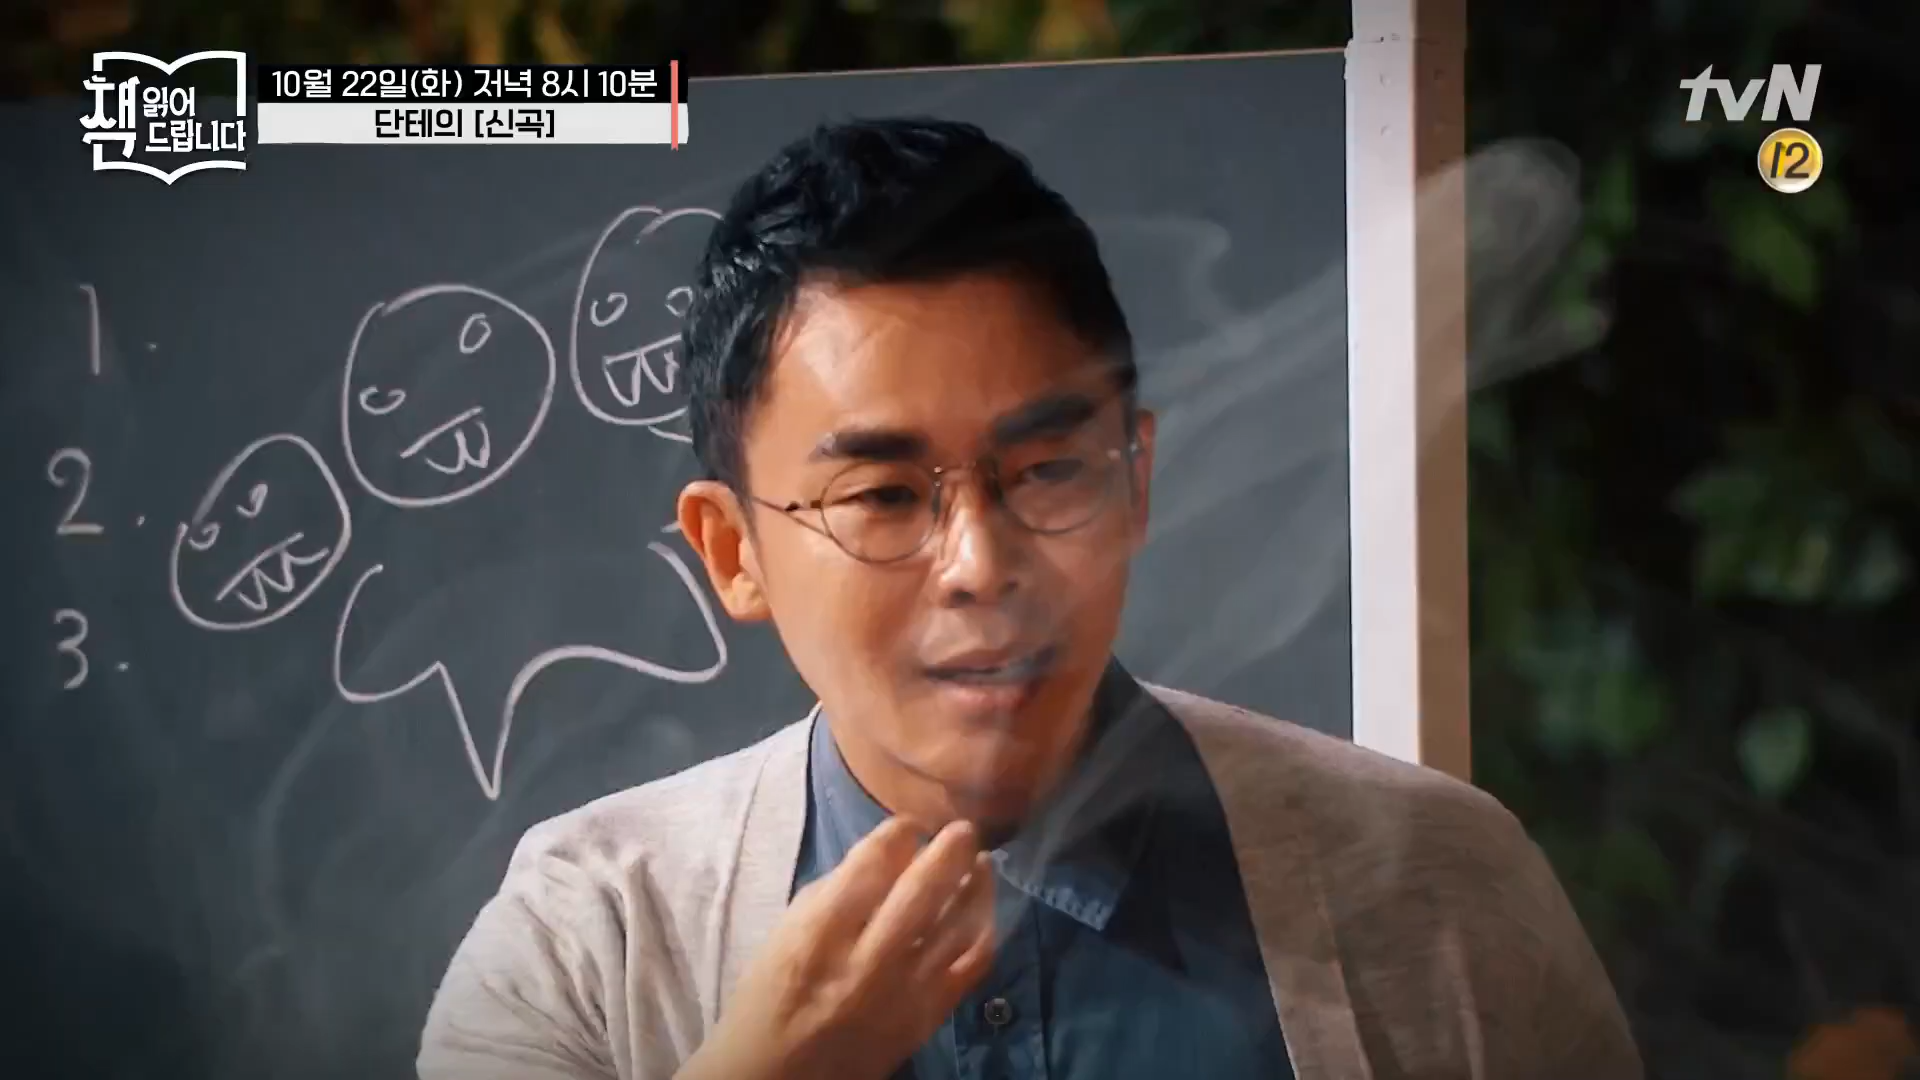 책 읽어 드립니다
10월 22일(화) 저녁 8시 10분
단테의 [신곡]
tvN
12
1.
2.
3.